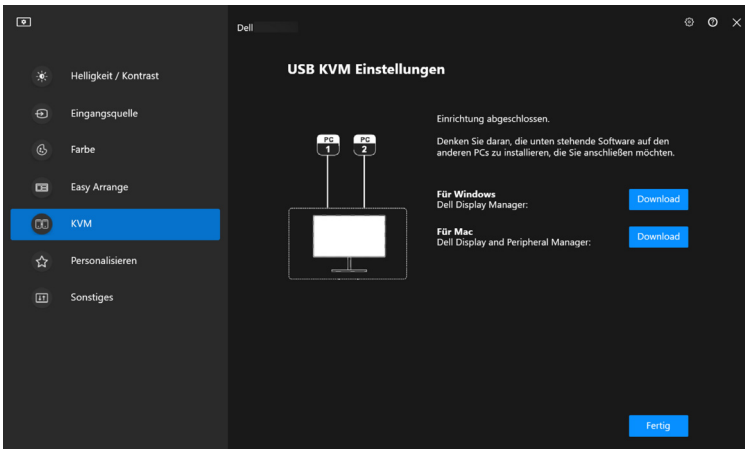 Dell
Helligkeit / Kontrast
Eingangsquelle
Farbe
Easy Arrange
KVM
Personalisieren
Sonstiges
USB KVM Einstellungen
Einrichtung abgeschlossen.
Denken Sie daran, die unten stehende Software auf den
anderen PCs zu installieren, die Sie anschließen möchten.
PC
1
PC
2
Für Windows
Dell Display Manager:
Download
Für Mac
Dell Display and Peripheral Manager:
Download
Fertig